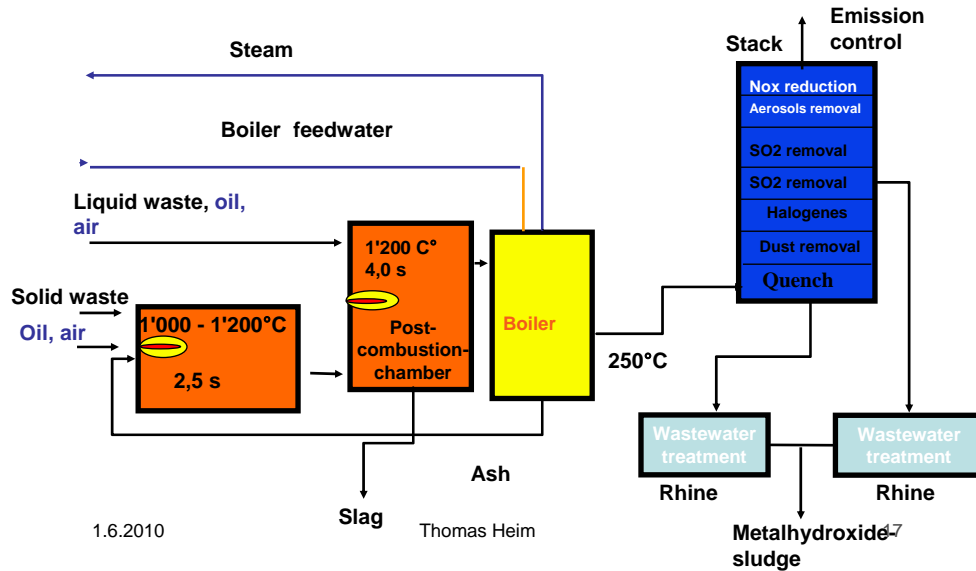 Emission
control
Stack
Steam
Boiler feedwater
Liquid waste, oil,
air
Solid waste
Oil, air
1'000 - 1'200°C
2,5 s
1'200 C°
4,0 s
Post-
combustion-
chamber
Boiler
250°C
Nox reduction
Aerosols removal
SO2 removal
SO2 removal
Halogenes
Dust removal
Quench
Wastewater
treatment
Wastewater
treatment
Rhine
Rhine
Ash
Slag
Metalhydroxide-
sludge
1.6.2010
Thomas Heim
17